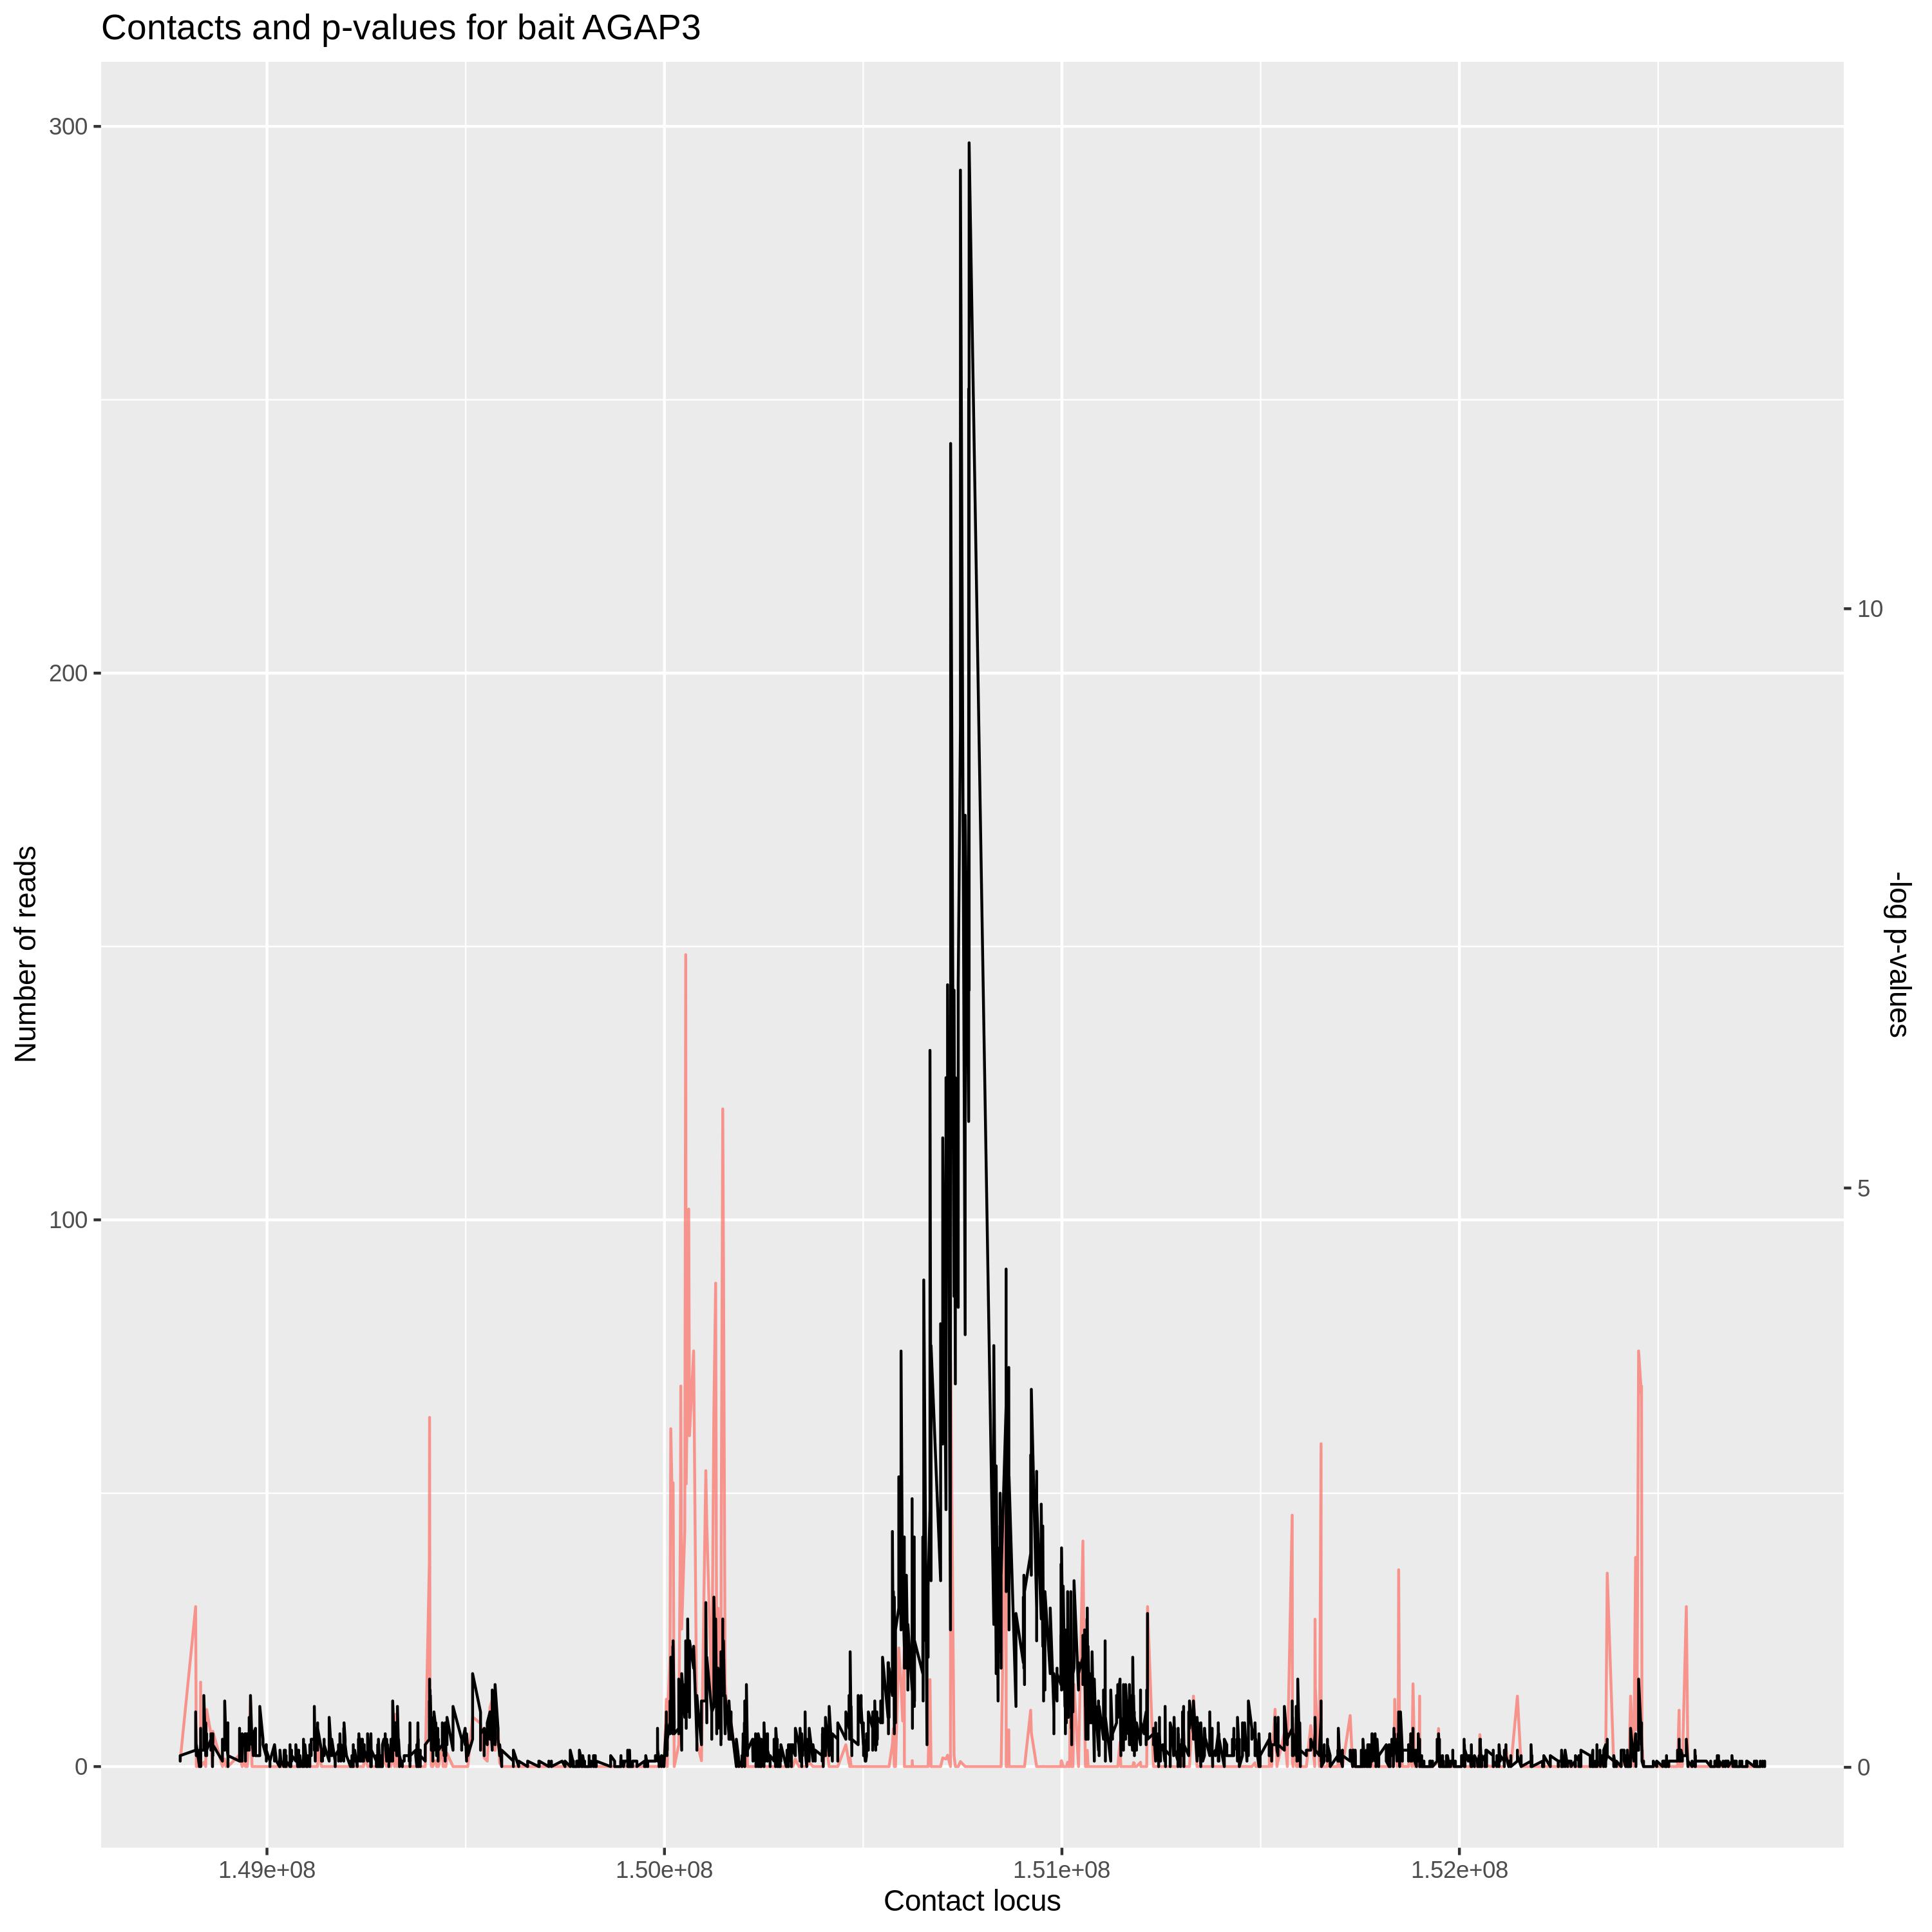 Contacts and p-values for bait AGAP3
300
200
100
0
Number of reads
10
5
0
-log p-values
1.49e+08
1.50e+08
1.51e+08
1.52e+08
Contact locus